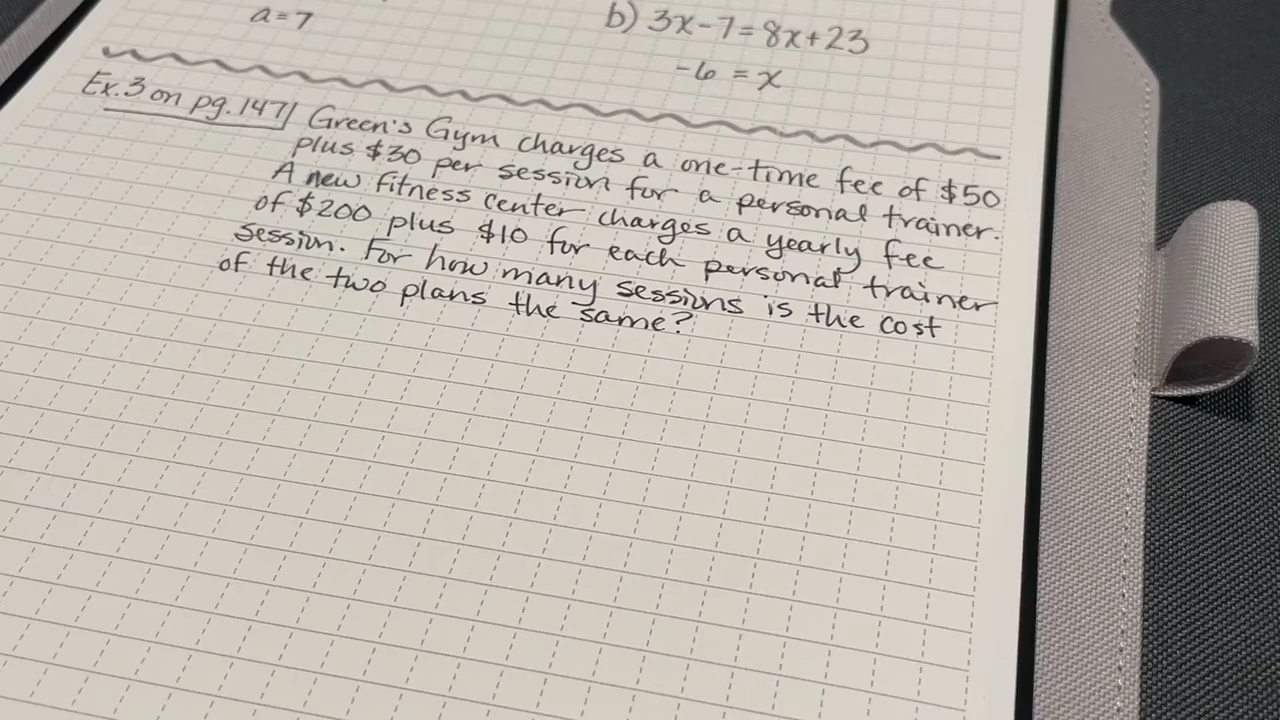 a=7
b) 3x-7=8x+23
-6 = x
Ex.3 on pg.147/ Green's Gym charges a one-time fee of $50
plus $30 per session for a personal trainer.
A new fitness center charges a yearly fee
of $200 plus $10 for each personal trainer
session. For how many sessions is the cost
of the two plans the same?